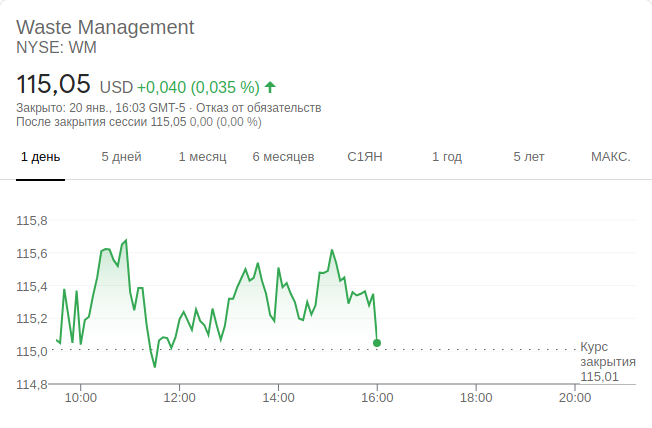 Waste Management
NYSE: WM
115,05 USD +0,040 (0,035 %)
Закрыто: 20 янв., 16:03 GMT-5 · Отказ от обязательств
После закрытия сессии 115,05 0,00 (0,00 %)
1 день 5 дней 1 месяц 6 месяцев С1ЯН 1 год 5 лет МАКС.
115,8
115,6
115,4
115,2
115,0
114,8
Курс
закрытия
115,01
10:00 12:00 14:00 16:00 18:00 20:00